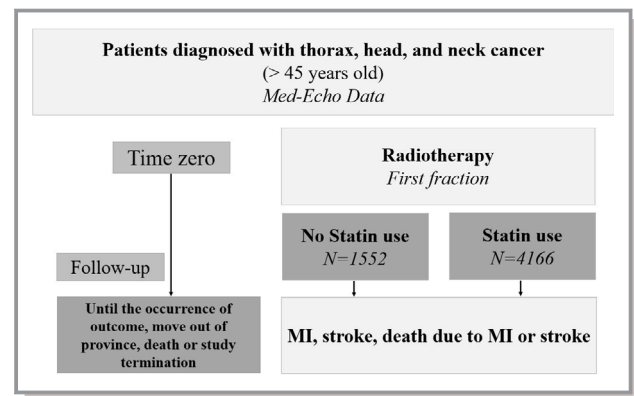 Patients diagnosed with thorax, head, and neck cancer
(> 45 years old)
Med-Echo Data
Time zero
Radiotherapy
First fraction
No Statin use
N=1552
Statin use
N=4166
Follow-up
Until the occurrence of
outcome, move out of
province, death or study
termination
MI, stroke, death due to MI or stroke